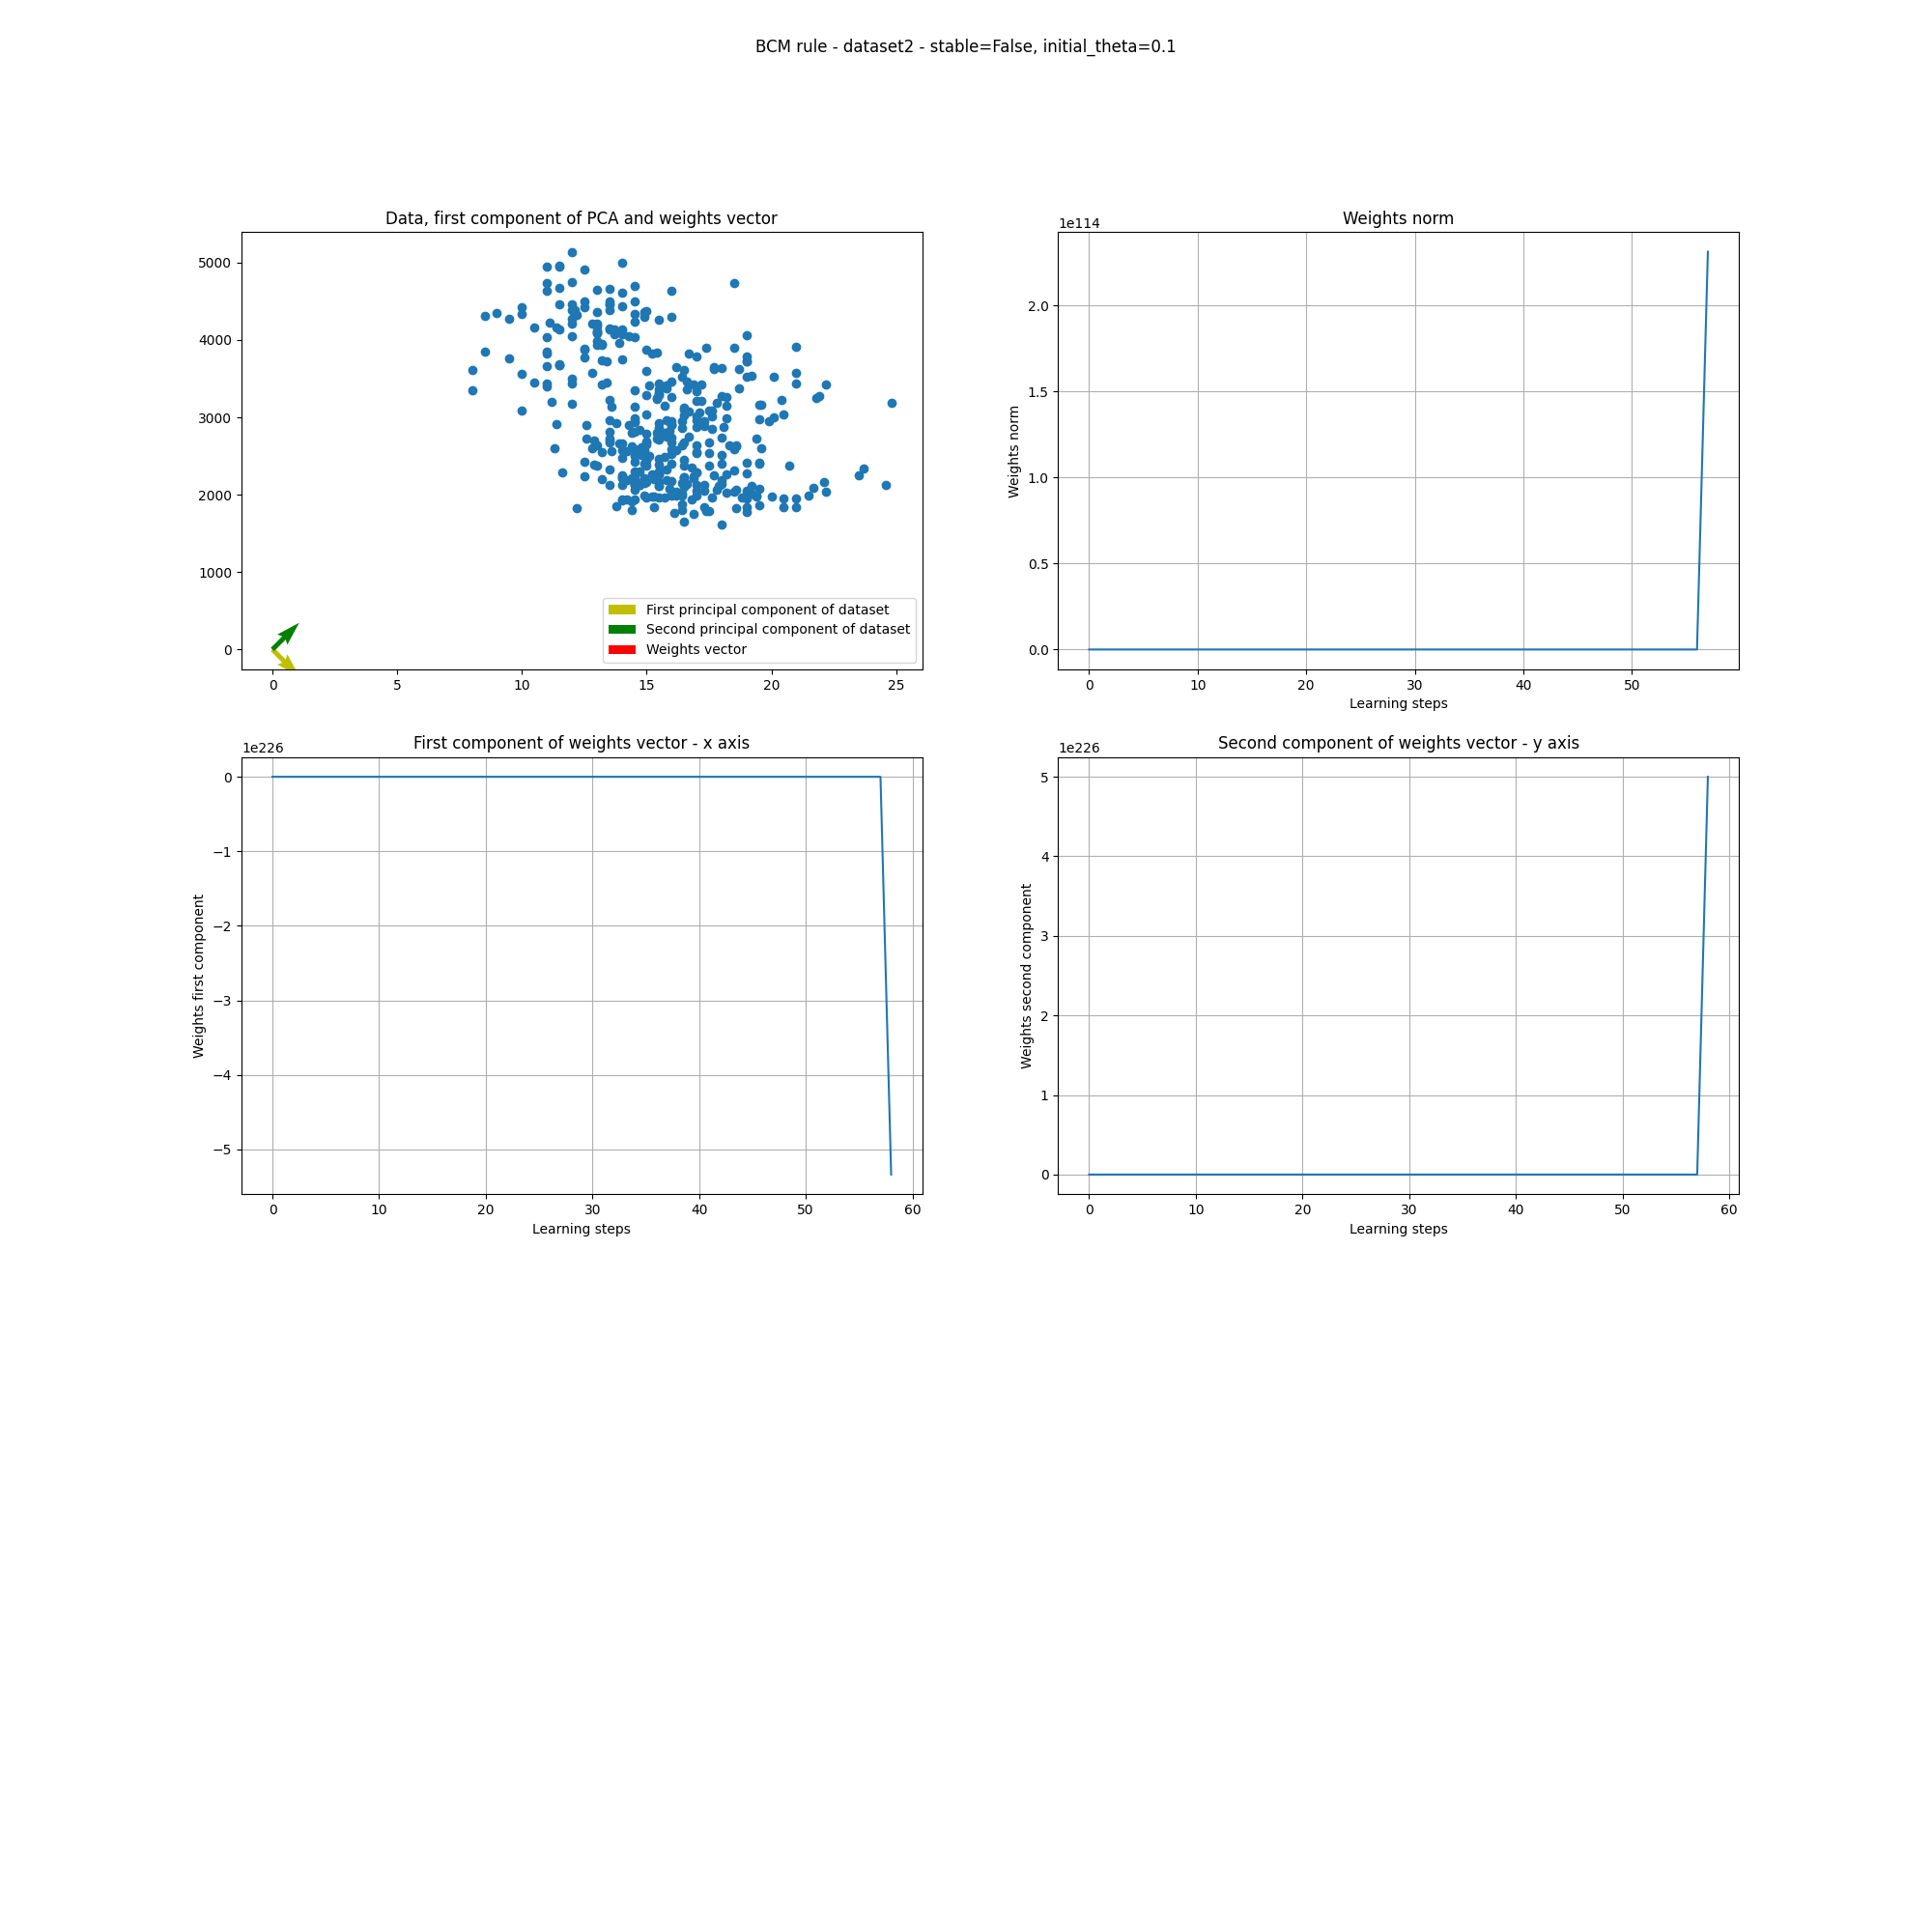 BCM rule - dataset2 - stable=False, initial_theta=0.1
Data, first component of PCA and weights vector
5000
4000
3000
2000
1000
0
0 5 10 15 20 25
First principal component of dataset
Second principal component of dataset
Weights vector
Weights norm
1e114
2.0
1.5
1.0
0.5
0.0
Weights norm
0 10 20 30 40 50
Learning steps
First component of weights vector - x axis
1e226
0
−1
−2
−3
−4
−5
Weights first component
0 10 20 30 40 50 60
Learning steps
Second component of weights vector - y axis
1e226
5
4
3
2
1
0
Weights second component
0 10 20 30 40 50 60
Learning steps